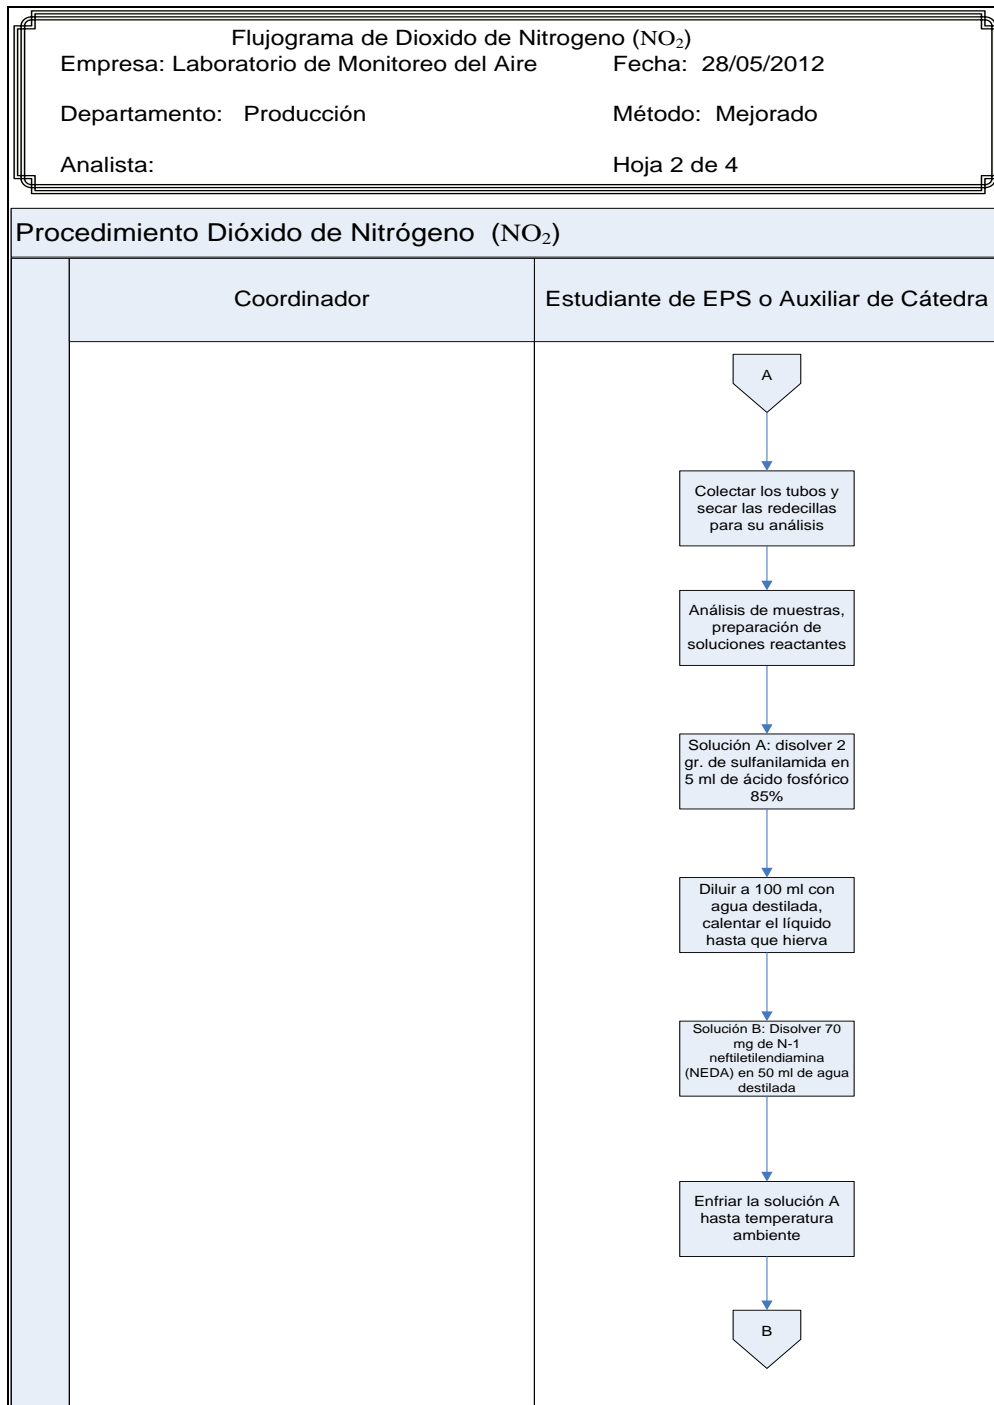 Flujograma de Dioxido de Nitrogeno (NO₂)
Empresa: Laboratorio de Monitoreo del Aire Fecha: 28/05/2012
Departamento: Producción Método: Mejorado
Analista: Hoja 2 de 4
Procedimiento Dióxido de Nitrógeno (NO₂)
Coordinador Estudiante de EPS o Auxiliar de Cátedra
A
Colectar los tubos y
secar las redecillas
para su análisis
Análisis de muestras,
preparación de
soluciones reactantes
Solución A: disolver 2
gr. de sulfanilamida en
5 ml de ácido fosfórico
85%
Diluir a 100 ml con
agua destilada,
calentar el líquido
hasta que hierva
Solución B: Disolver 70
mg de N-1
neftiletilendiamina
(NEDA) en 50 ml de agua
destilada
Enfriar la solución A
hasta temperatura
ambiente
B